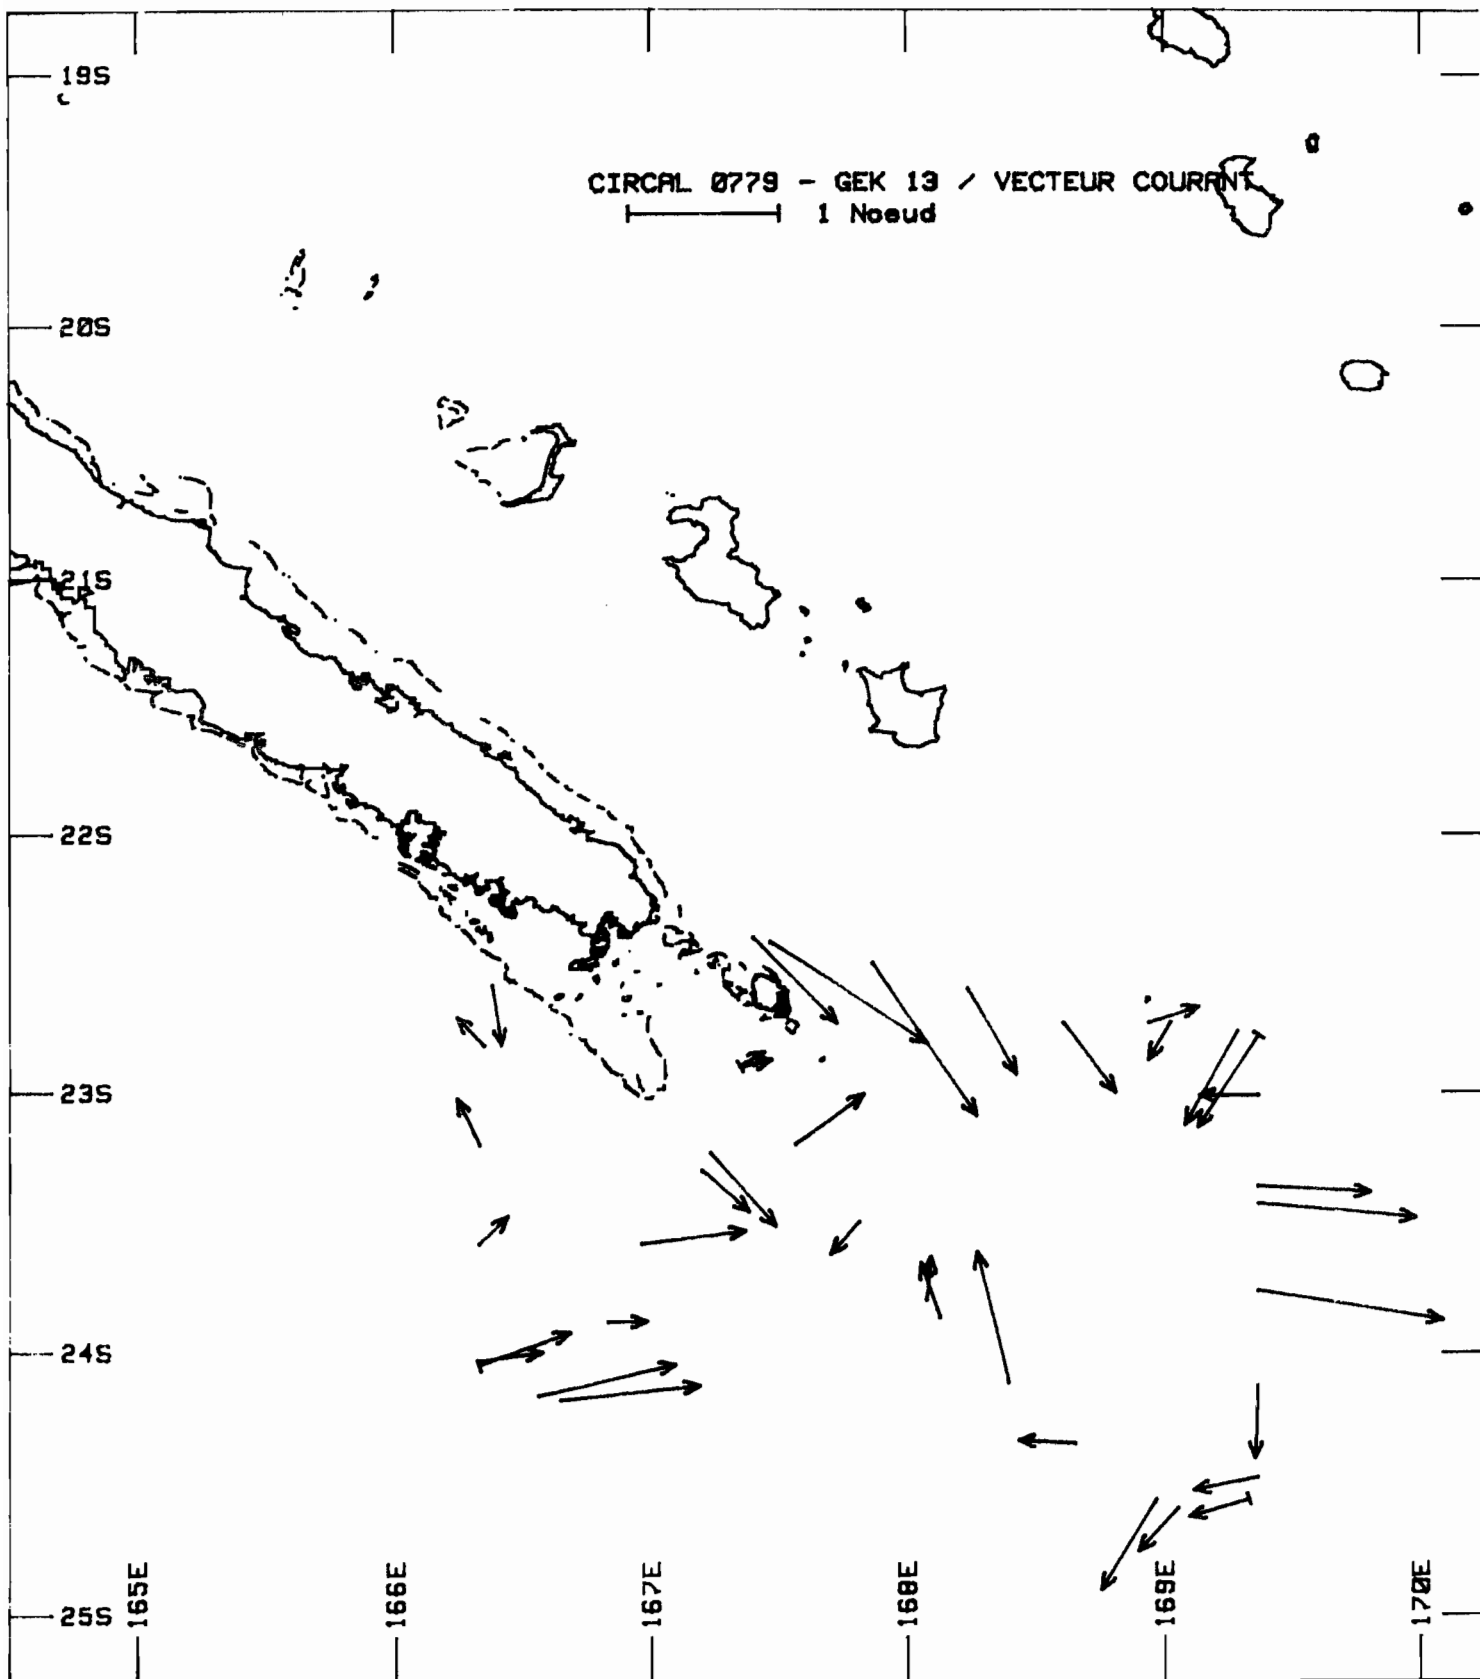 19S
CIRCAL 0779 - GEK 13 / VECTEUR COURANT
1 Noeud
20S
21S
22S
23S
24S
25S
165E
166E
167E
168E
169E
170E